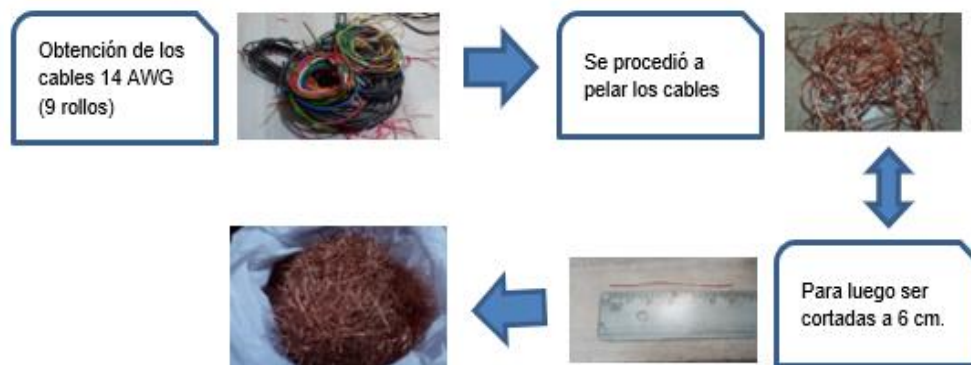 Obtención de los
cables 14 AWG
(9 rollos)
Se procedió a
pelar los cables
Para luego ser
cortadas a 6 cm.